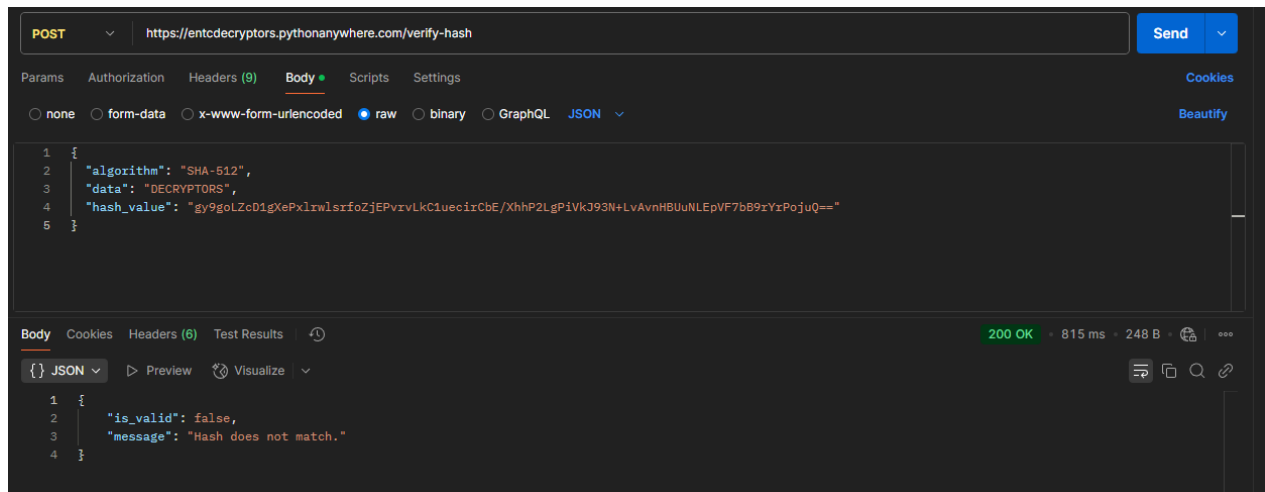 POST https://entcdecryptors.pythonanywhere.com/verify-hash Send
Params Authorization Headers (9) Body Scripts Settings Cookies
none form-data x-www-form-urlencoded raw binary GraphQL JSON Beautify
1 {
2 "algorithm": "SHA-512",
3 "data": "DECRYPTORS",
4 "hash_value": "gy9goLZcD1gXePxlrwlsrfoZjEPvrvLkC1uecirCbE/XhhP2LgPiVkJ93N+LvAvnHBUuNLEpVF7bB9rYrPojuQ=="
5 }
Body Cookies Headers (6) Test Results 200 OK 815 ms 248 B
{} JSON Preview Visualize
1 {
2 "is_valid": false,
3 "message": "Hash does not match."
4 }